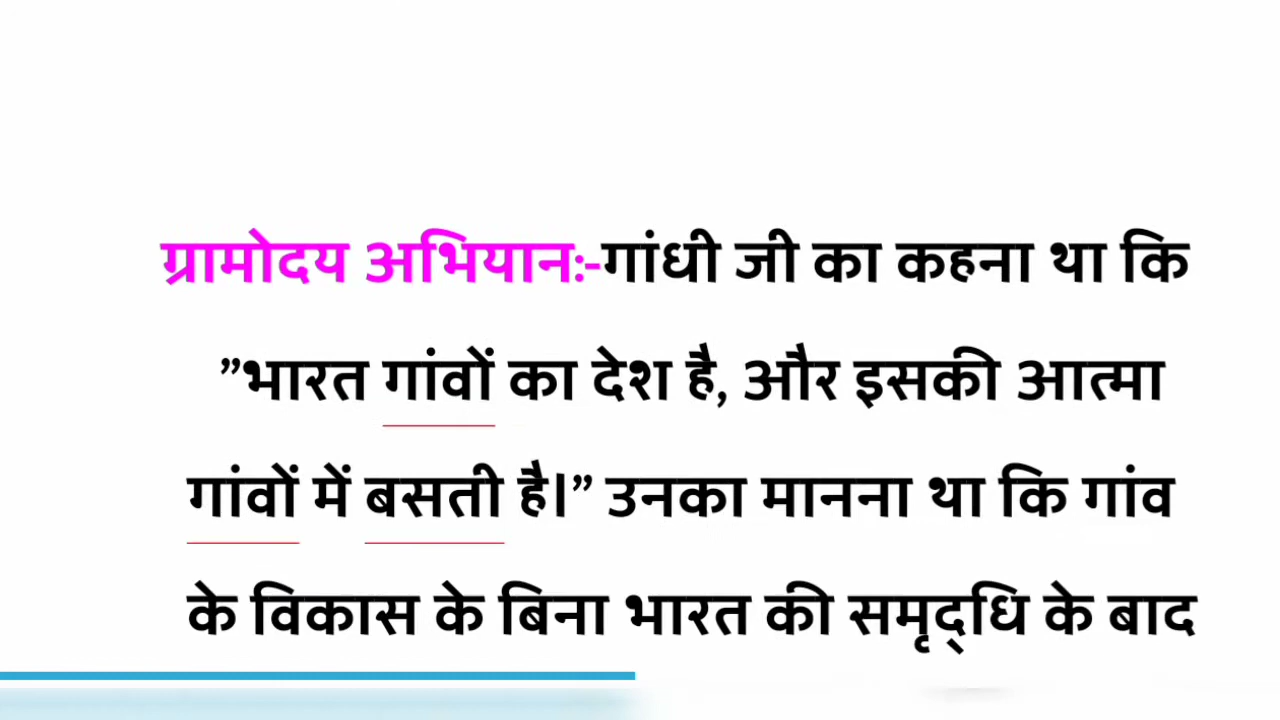 ग्रामोदय अभियान:-गांधी जी का कहना था कि
”भारत गांवों का देश है, और इसकी आत्मा
गांवों में बसती है।” उनका मानना था कि गांव
के विकास के बिना भारत की समृद्धि के बाद